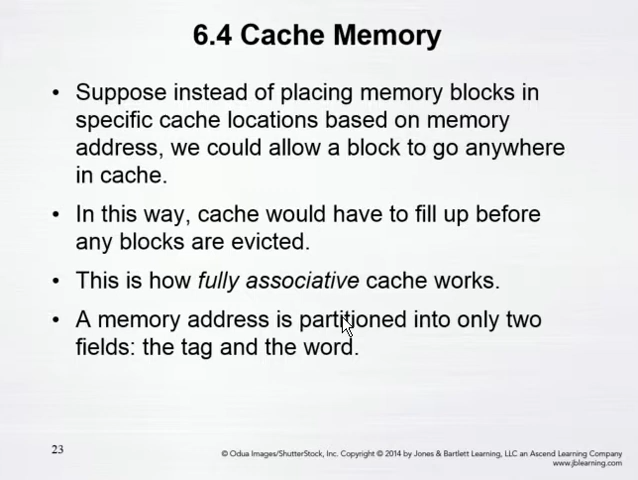 6.4 Cache Memory
• Suppose instead of placing memory blocks in
specific cache locations based on memory
address, we could allow a block to go anywhere
in cache.
• In this way, cache would have to fill up before
any blocks are evicted.
• This is how fully associative cache works.
• A memory address is partitioned into only two
fields: the tag and the word.
23
© Odua Images/ShutterStock, Inc. Copyright © 2014 by Jones & Bartlett Learning, LLC an Ascend Learning Company
www.jblearning.com